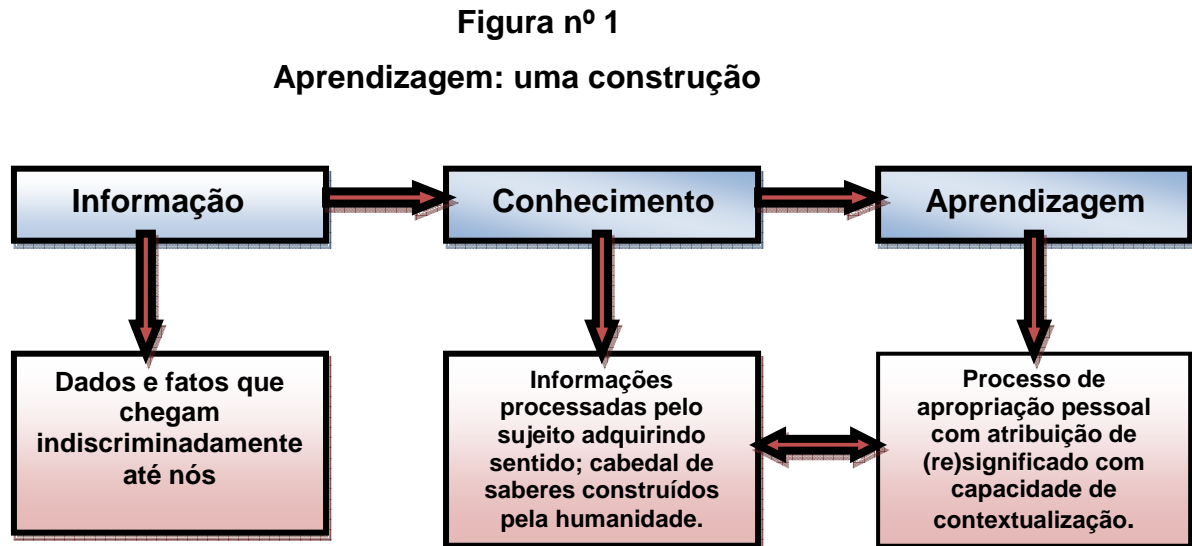 Figura nº 1
Aprendizagem: uma construção
Informação
Conhecimento
Aprendizagem
Dados e fatos que
chegam
indiscriminadamente
até nós
Informações
processadas pelo
sujeito adquirindo
sentido; cabedal de
saberes construídos
pela humanidade.
Processo de
apropriação pessoal
com atribuição de
(re)significado com
capacidade de
contextualização.